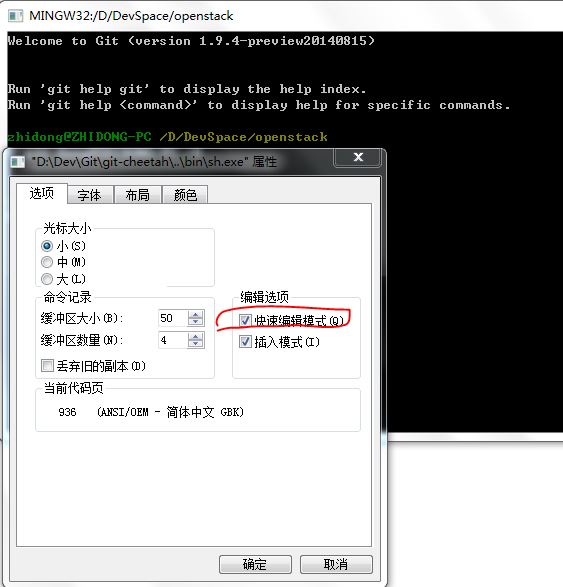 MINGW32:/D/DevSpace/openstack
Welcome to Git (version 1.9.4-preview20140815)
Run 'git help git' to display the help index.
Run 'git help <command>' to display help for specific commands.
zhidong@ZHIDONG-PC /D/DevSpace/openstack
"D:\Dev\Git\git-cheetah\..\bin\sh.exe" 属性
选项 字体 布局 颜色
光标大小
小(S)
中(M)
大(L)
命令记录
缓冲区大小(B): 50
缓冲区数量(N): 4
丢弃旧的副本(D)
编辑选项
快速编辑模式(Q)
插入模式(I)
当前代码页
936 (ANSI/OEM - 简体中文 GBK)
确定 取消